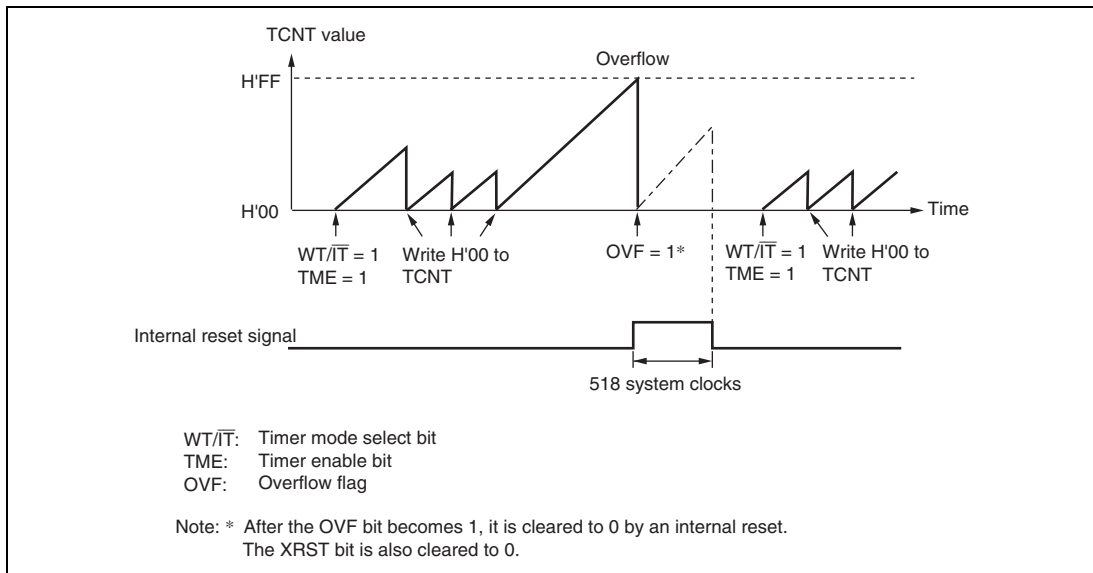 TCNT value
Overflow
H'FF
H'00
Time
WT/I̅T̅ = 1
TME = 1
Write H'00 to
TCNT
OVF = 1*
WT/I̅T̅ = 1
TME = 1
Write H'00 to
TCNT
Internal reset signal
518 system clocks
WT/I̅T̅: Timer mode select bit
TME: Timer enable bit
OVF: Overflow flag
Note: * After the OVF bit becomes 1, it is cleared to 0 by an internal reset.
The XRST bit is also cleared to 0.